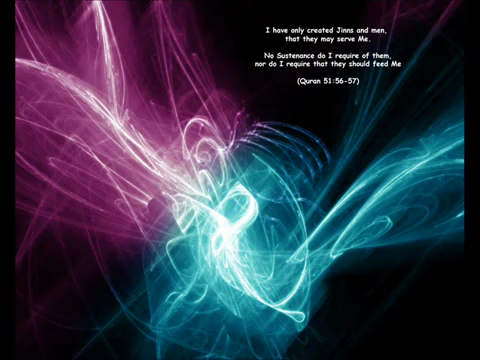 I have only created Jinns and men,
that they may serve Me.
No Sustenance do I require of them,
nor do I require that they should feed Me
(Quran 51:56-57)